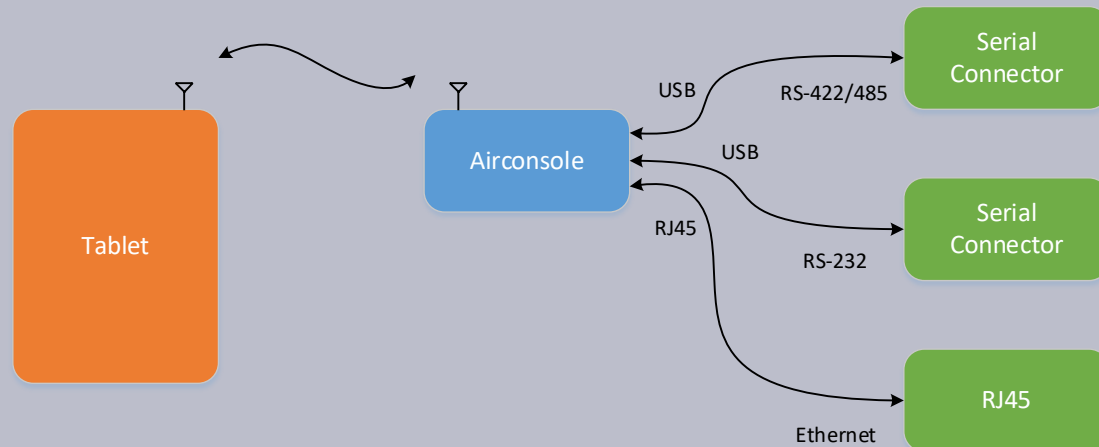 Serial
Connector
USB
RS-422/485
Airconsole
USB
Serial
Connector
RJ45
RS-232
Tablet
RJ45
Ethernet